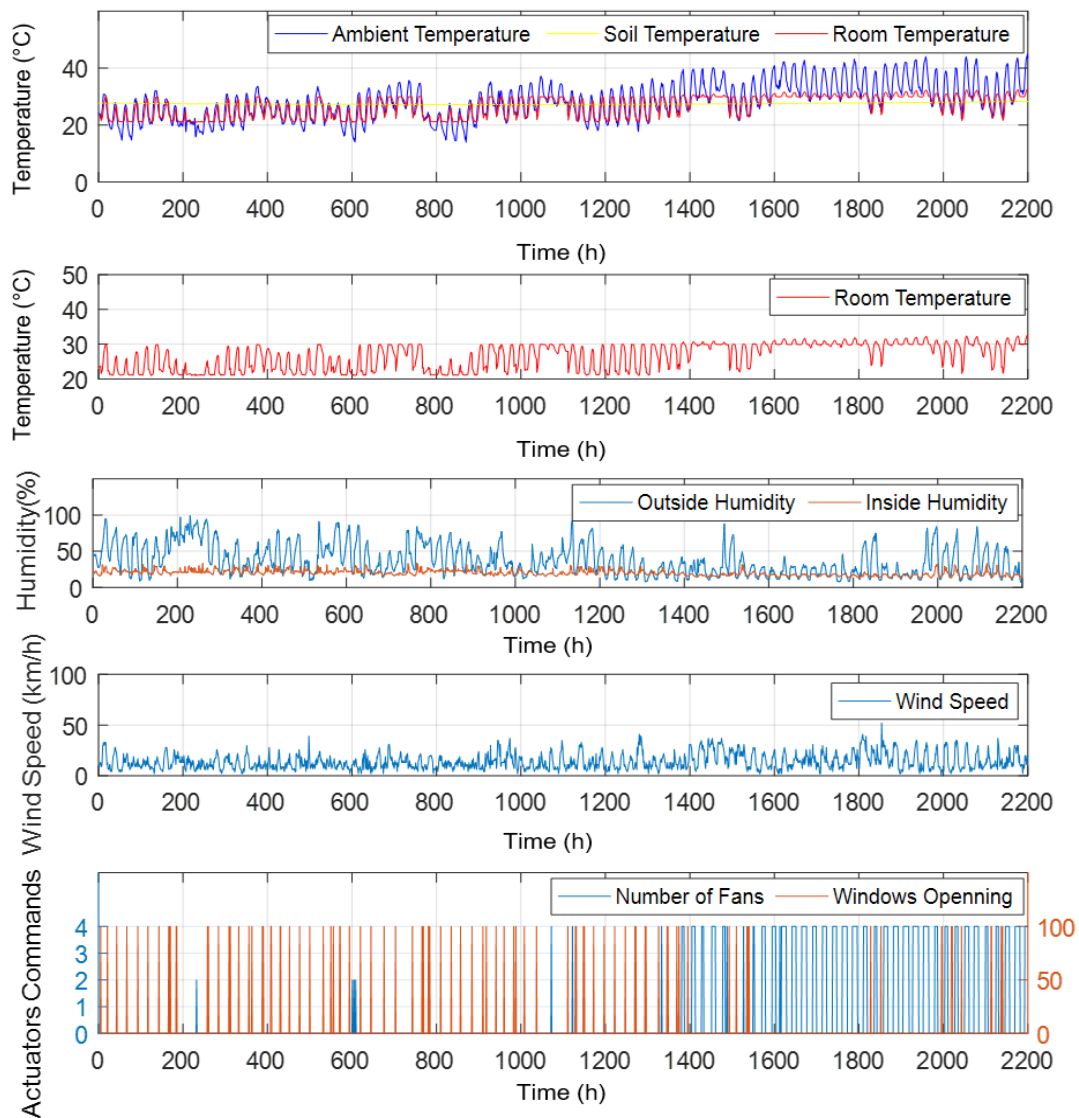 Temperature (°C)
Ambient Temperature Soil Temperature Room Temperature
40
20
0
0 200 400 600 800 1000 1200 1400 1600 1800 2000 2200
Time (h)
Temperature (°C)
Room Temperature
50
40
30
20
0 200 400 600 800 1000 1200 1400 1600 1800 2000 2200
Time (h)
Humidity(%)
Outside Humidity Inside Humidity
100
50
0
0 200 400 600 800 1000 1200 1400 1600 1800 2000 2200
Time (h)
Wind Speed (km/h)
Wind Speed
100
50
0
0 200 400 600 800 1000 1200 1400 1600 1800 2000 2200
Time (h)
Actuators Commands
Number of Fans Windows Openning
4 100
3
2 50
1
0 0
0 200 400 600 800 1000 1200 1400 1600 1800 2000 2200
Time (h)